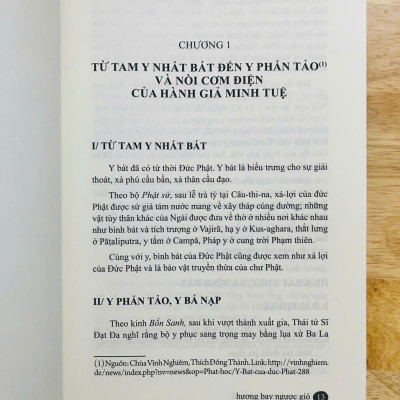 CHƯƠNG 1
TỪ TAM Y NHẤT BÁT ĐẾN Y PHẤN TẢO(1)
VÀ NỒI CƠM ĐIỆN
CỦA HÀNH GIẢ MINH TUỆ
I/ TỪ TAM Y NHẤT BÁT
Y bát đã có từ thời Đức Phật. Y bát là biểu trưng cho sự giải
thoát, xả phú cầu bần, xả thân cầu đạo.
Theo bộ Phật sử, sau lễ trà tỳ tại Câu-thi-na, xá-lợi của đức
Phật được sứ giả tám nước mang về xây tháp cúng dường; những
vật tùy thân khác của Ngài được đưa về thờ ở nhiều nơi khác nhau
như bình bát và tích trượng ở Vajirā, hạ y ở Kus-aghara, thắt lưng
ở Pāṭaliputra, y tắm ở Campā, Pháp y ở cung trời Phạm thiên.
Cùng với y, bình bát của Đức Phật cũng được xem như xá lợi
của Đức Phật và là bảo vật truyền thừa của chư Phật.
II/ Y PHẤN TẢO, Y BÁ NẠP
Theo kinh Bổn Sanh, sau khi vượt thành xuất gia, Thái tử Sĩ
Đạt Đa nghĩ rằng bộ y phục sang trọng may bằng lụa xứ Ba La
(1) Nguồn: Chùa Vĩnh Nghiêm, Thích Đồng Thành. Link: http://vinhnghiem.
de/news/index.php?nv=news&op=Phat-hoc/Y-Bat-cua-duc-Phat-288
hương bay ngược gió 13